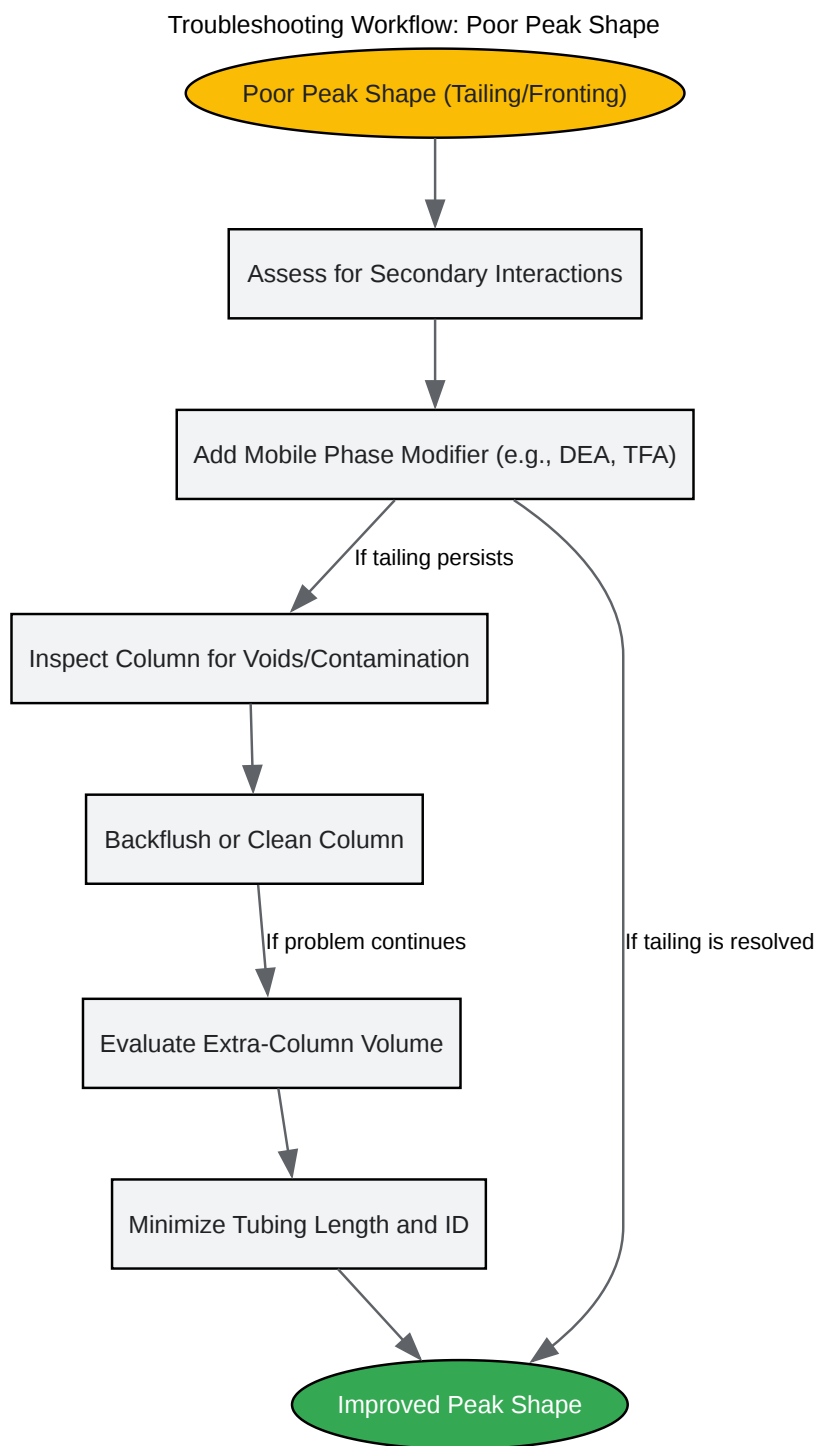 Troubleshooting Workflow: Poor Peak Shape
Poor Peak Shape (Tailing/Fronting)
Assess for Secondary Interactions
Add Mobile Phase Modifier (e.g., DEA, TFA)
If tailing persists
Inspect Column for Voids/Contamination
Backflush or Clean Column
If problem continues
If tailing is resolved
Evaluate Extra-Column Volume
Minimize Tubing Length and ID
Improved Peak Shape